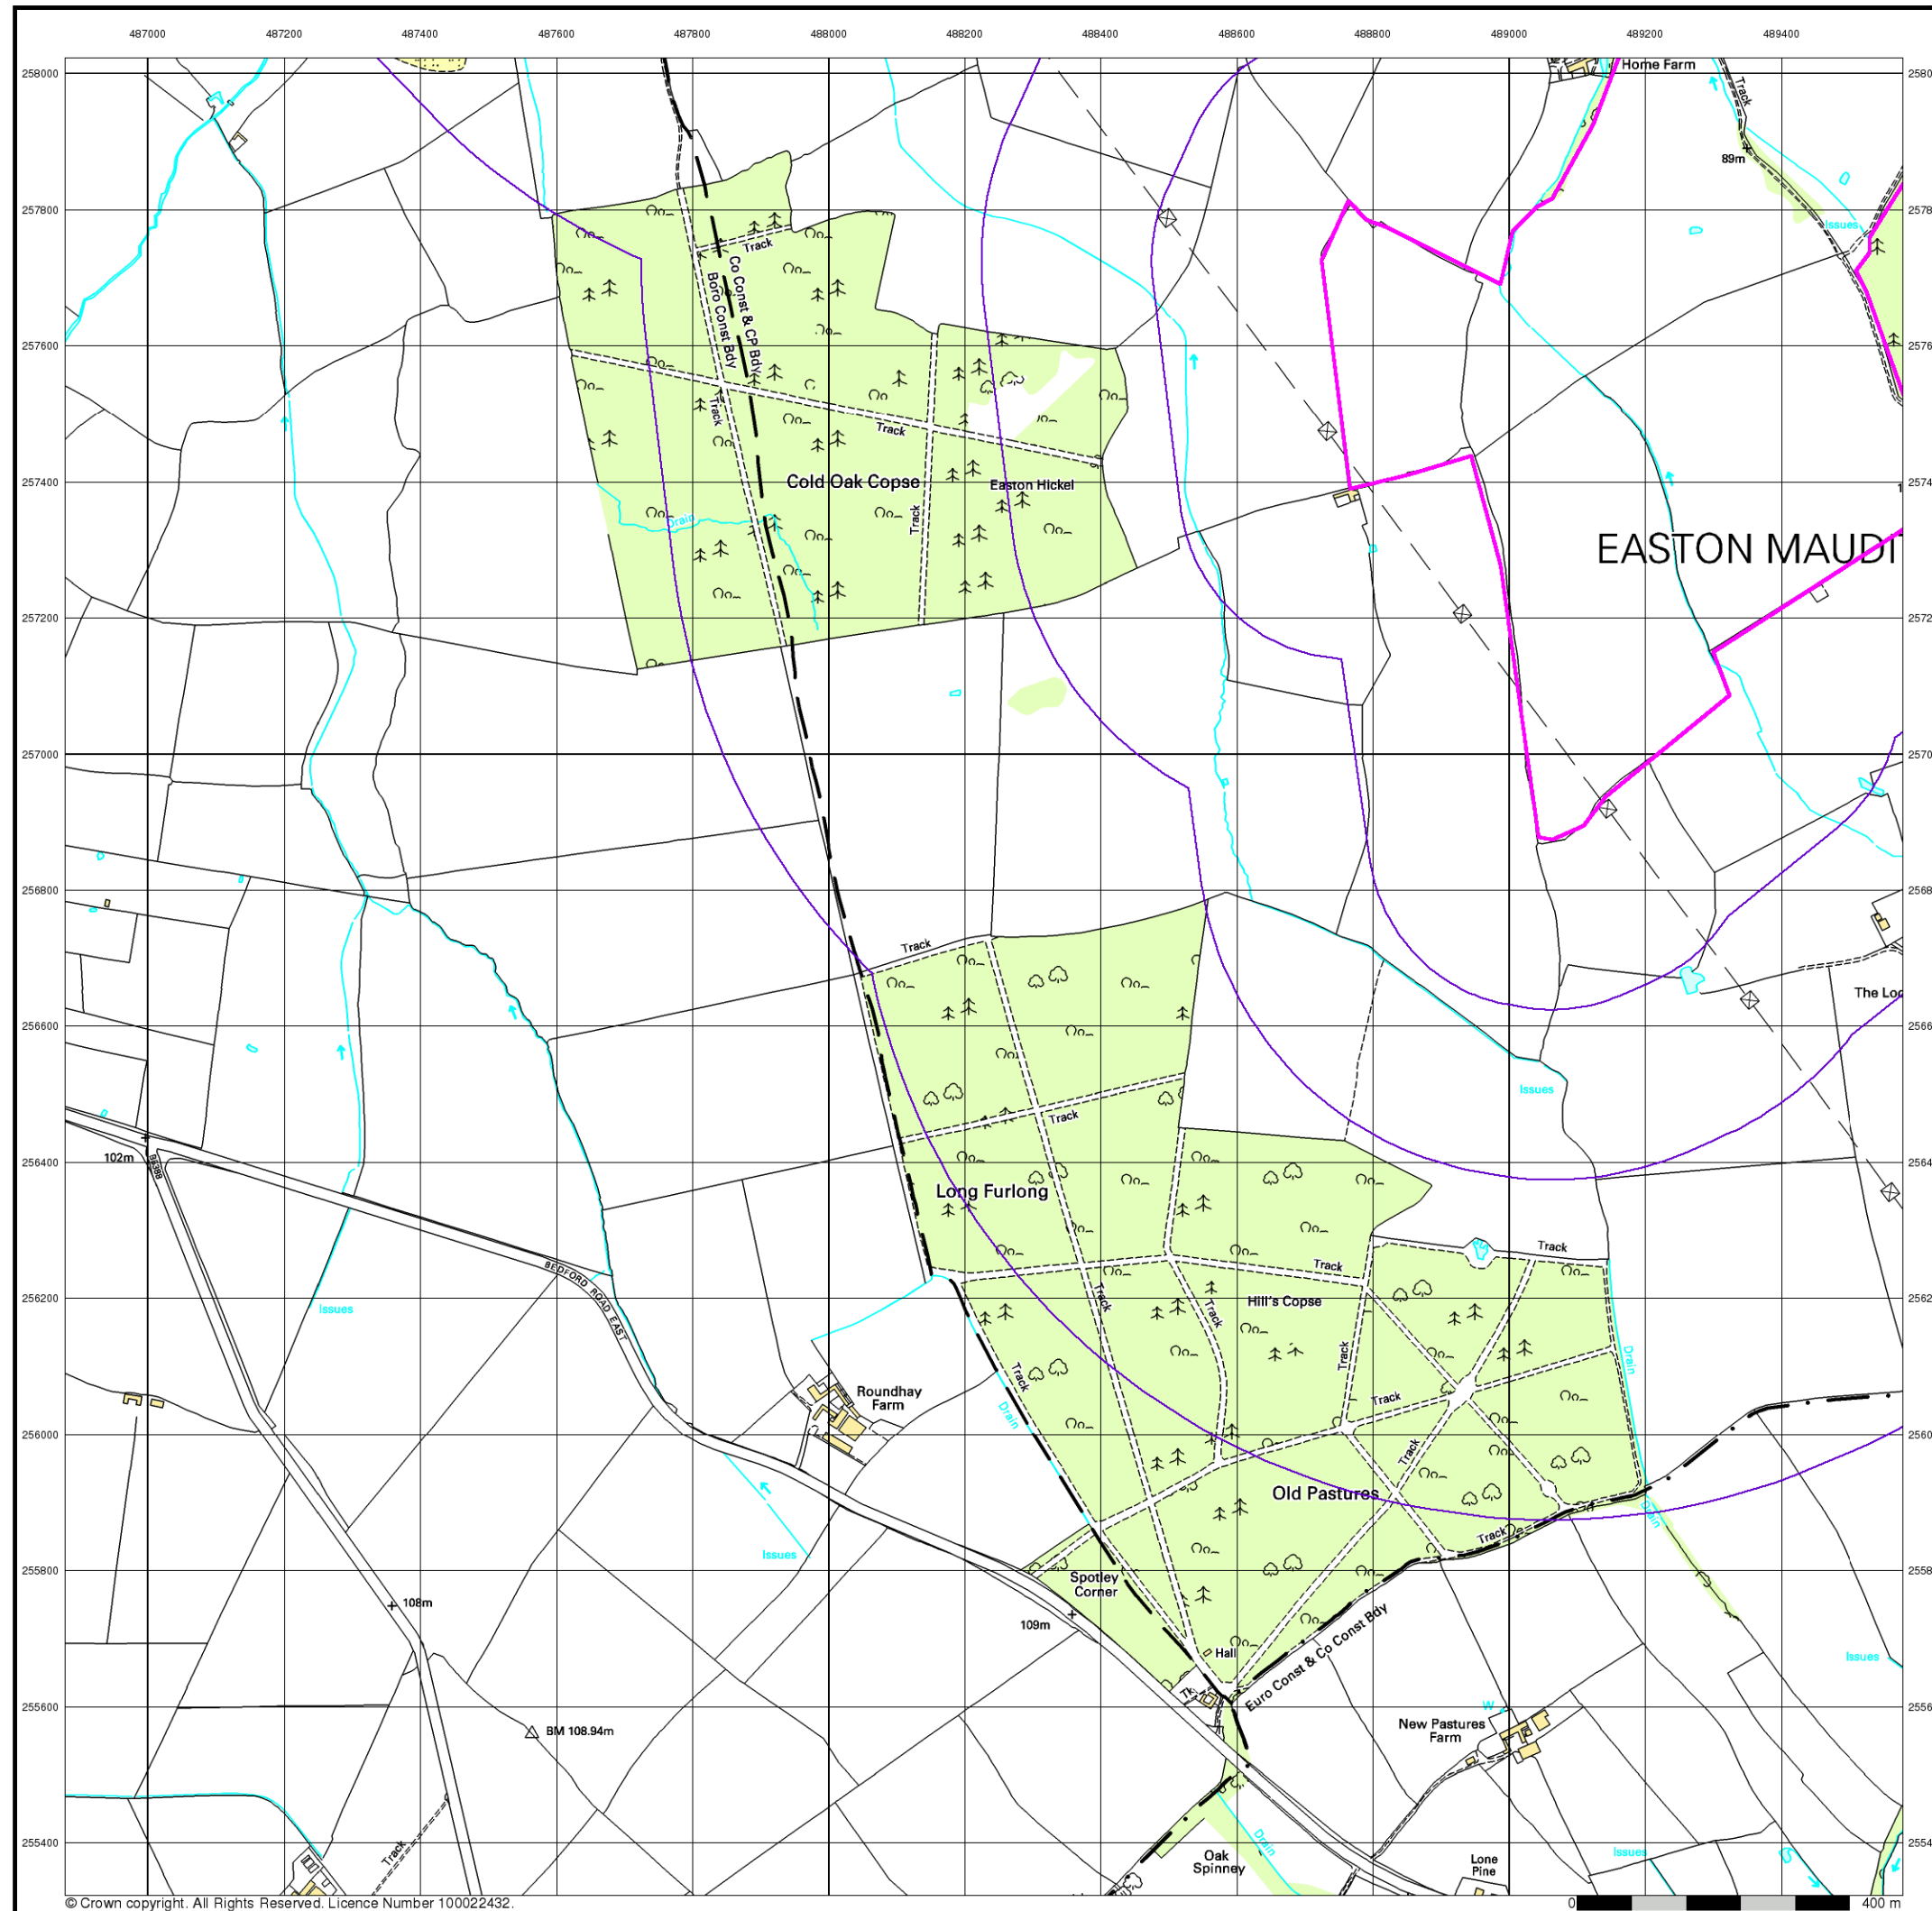 487000 487200 487400 487600 487800 488000 488200 488400 488600 488800 489000 489200 489400
258000
Home Farm
Track
89m
257800
Issues
Track
Co Const & CP Bdy
Boro Const Bdy
257600
Track
Track
Cold Oak Copse
Easton Hickel
257400
Drain
Track
EASTON MAUDI
257200
257000
256800
Track
The Loc
256600
Issues
Track
102m
B5388
256400
Long Furlong
Track
BEDFORD ROAD EAST
Track
256200
Issues
Track
Track
Hill's Copse
Track
Drain
Track
Roundhay
Farm
Track
Drain
256000
Track
Old Pastures
Track
Drain
Issues
255800
Spotley
Corner
108m
109m
Hall
Euro Const & Co Const Bdy
Issues
Tk
255600
W
BM 108.94m
New Pastures
Farm
255400
Track
Drain
Oak
Spinney
Lone
Pine
Issues
© Crown copyright. All Rights Reserved. Licence Number 100022432.
0 400 m